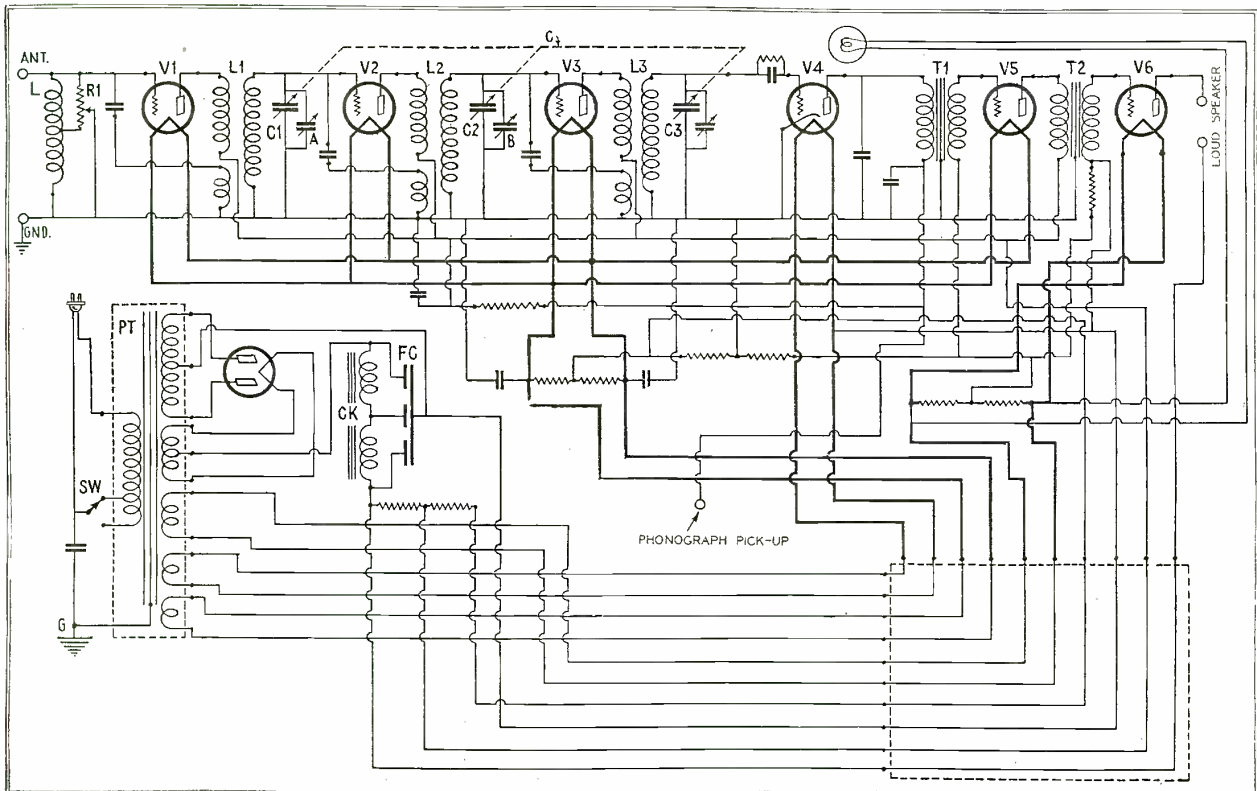 C4
ANT.
V1
L1
V2
L2
V3
L3
V4
T1
V5
T2
V6
L
R1
C1
A
C2
B
C3
LOUD SPEAKER
GND.
PT
FC
CK
SW
PHONOGRAPH PICK-UP
G